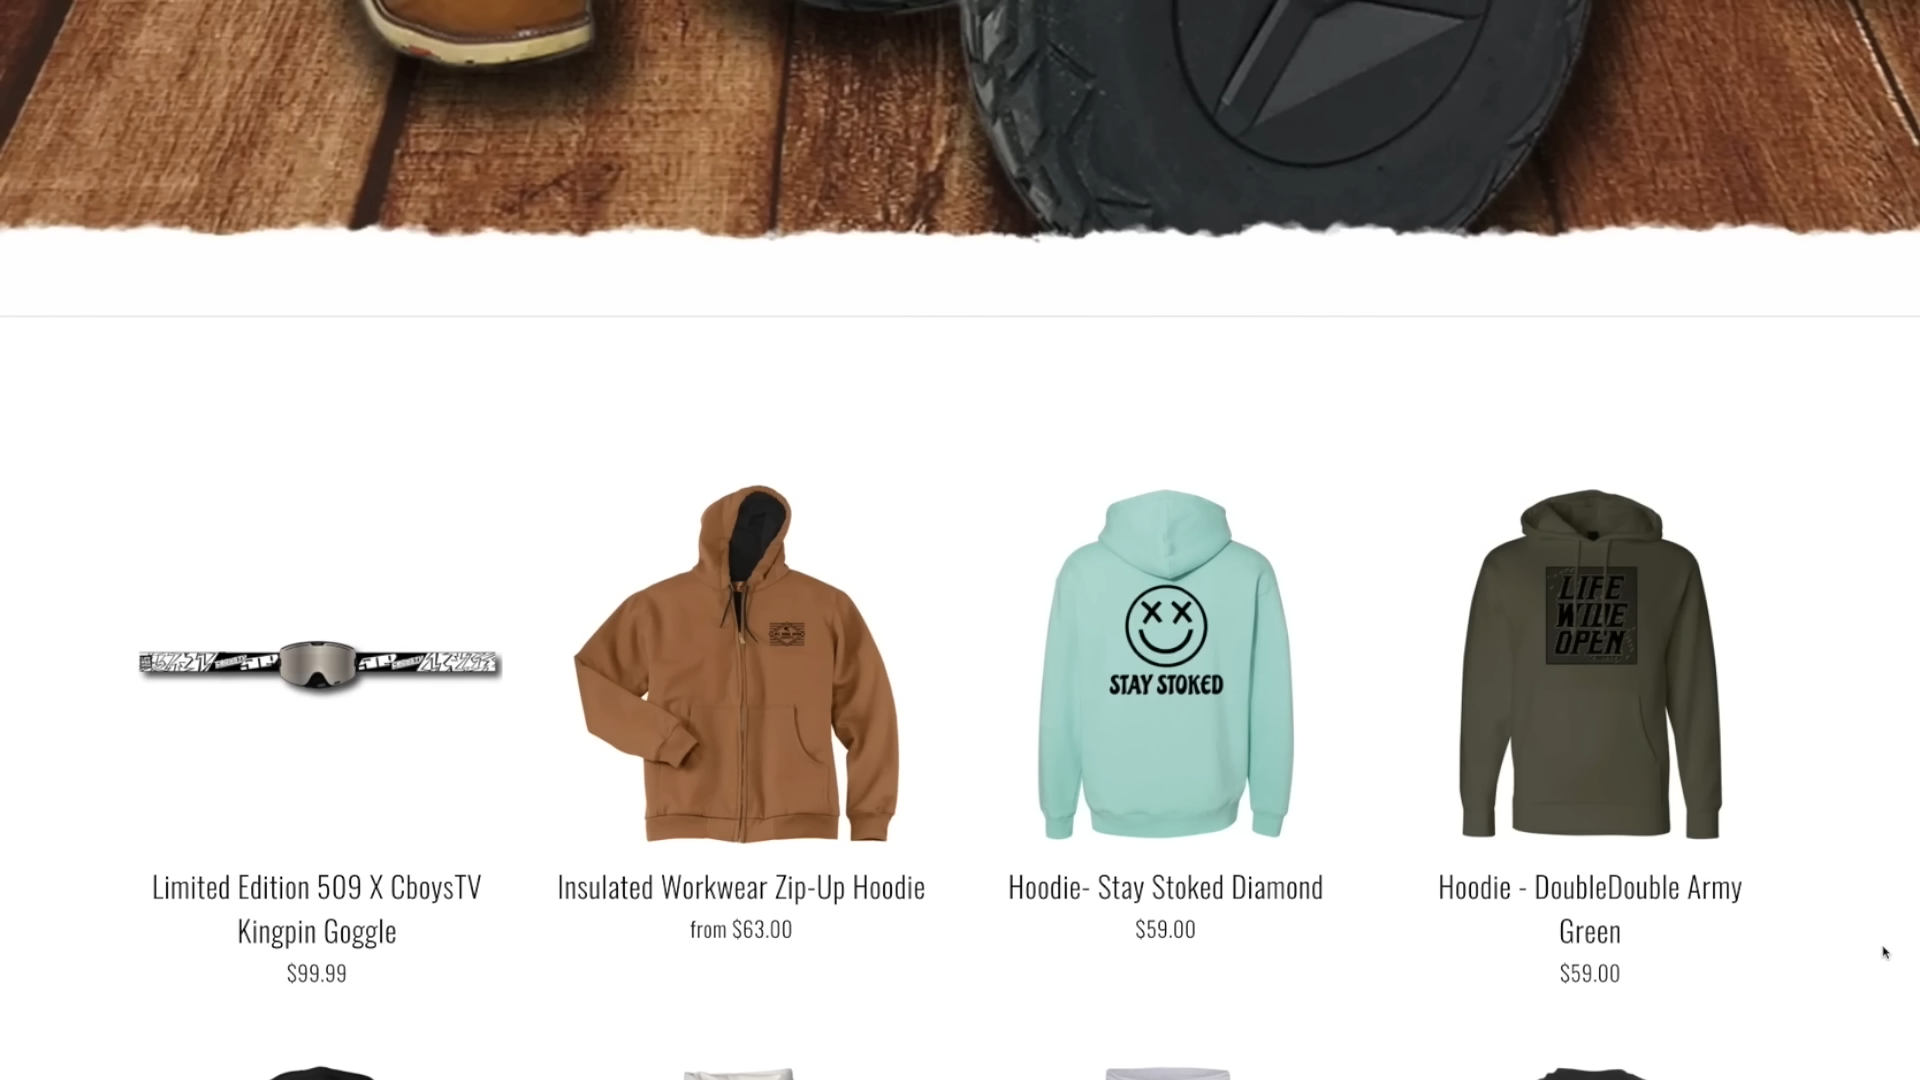 LIFE
WIDE
OPEN
STAY STOKED
Limited Edition 509 X CboysTV
Kingpin Goggle
$99.99
Insulated Workwear Zip-Up Hoodie
from $63.00
Hoodie- Stay Stoked Diamond
$59.00
Hoodie - DoubleDouble Army
Green
$59.00